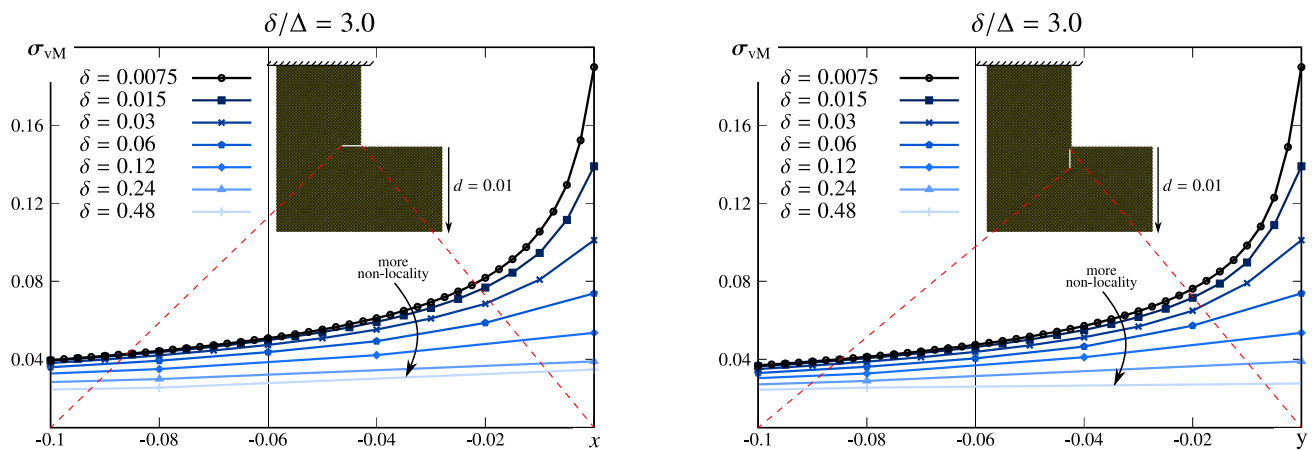 δ/Δ = 3.0
σvM
δ = 0.0075
δ = 0.015
δ = 0.03
δ = 0.06
δ = 0.12
δ = 0.24
δ = 0.48
0.16
0.12
0.08
0.04
d = 0.01
more
non-locality
-0.1
-0.08
-0.06
-0.04
-0.02
x
δ/Δ = 3.0
σvM
δ = 0.0075
δ = 0.015
δ = 0.03
δ = 0.06
δ = 0.12
δ = 0.24
δ = 0.48
0.16
0.12
0.08
0.04
d = 0.01
more
non-locality
-0.1
-0.08
-0.06
-0.04
-0.02
y